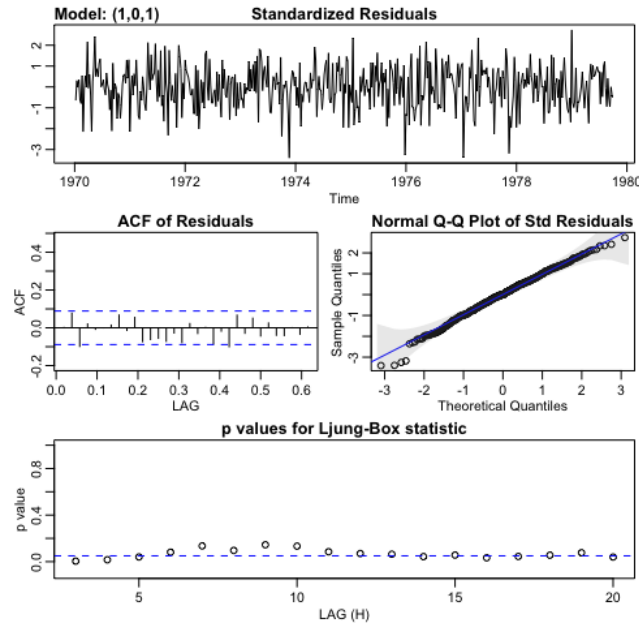 Model: (1,0,1) Standardized Residuals
2
1
-1
-3
1970 1972 1974 1976 1978 1980
Time
ACF of Residuals
ACF
0.4
0.2
0.0
-0.2
0.0 0.1 0.2 0.3 0.4 0.5 0.6
LAG
Normal Q-Q Plot of Std Residuals
Sample Quantiles
2
1
-1
-3
-3 -2 -1 0 1 2 3
Theoretical Quantiles
p values for Ljung-Box statistic
p value
0.8
0.4
0.0
5 10 15 20
LAG (H)